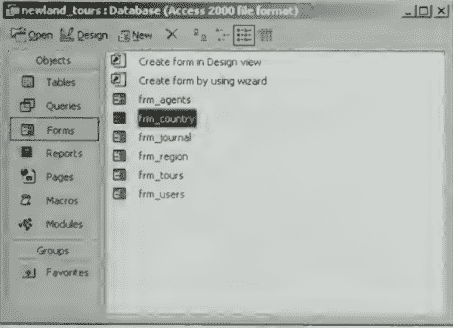 newland_tours : Database (Access 2000 file format)
Open Design New
Objects
Tables
Queries
Forms
Reports
Pages
Macros
Modules
Groups
Favorites
Create form in Design view
Create form by using wizard
frm_agents
frm_country
frm_journal
frm_region
frm_tours
frm_users